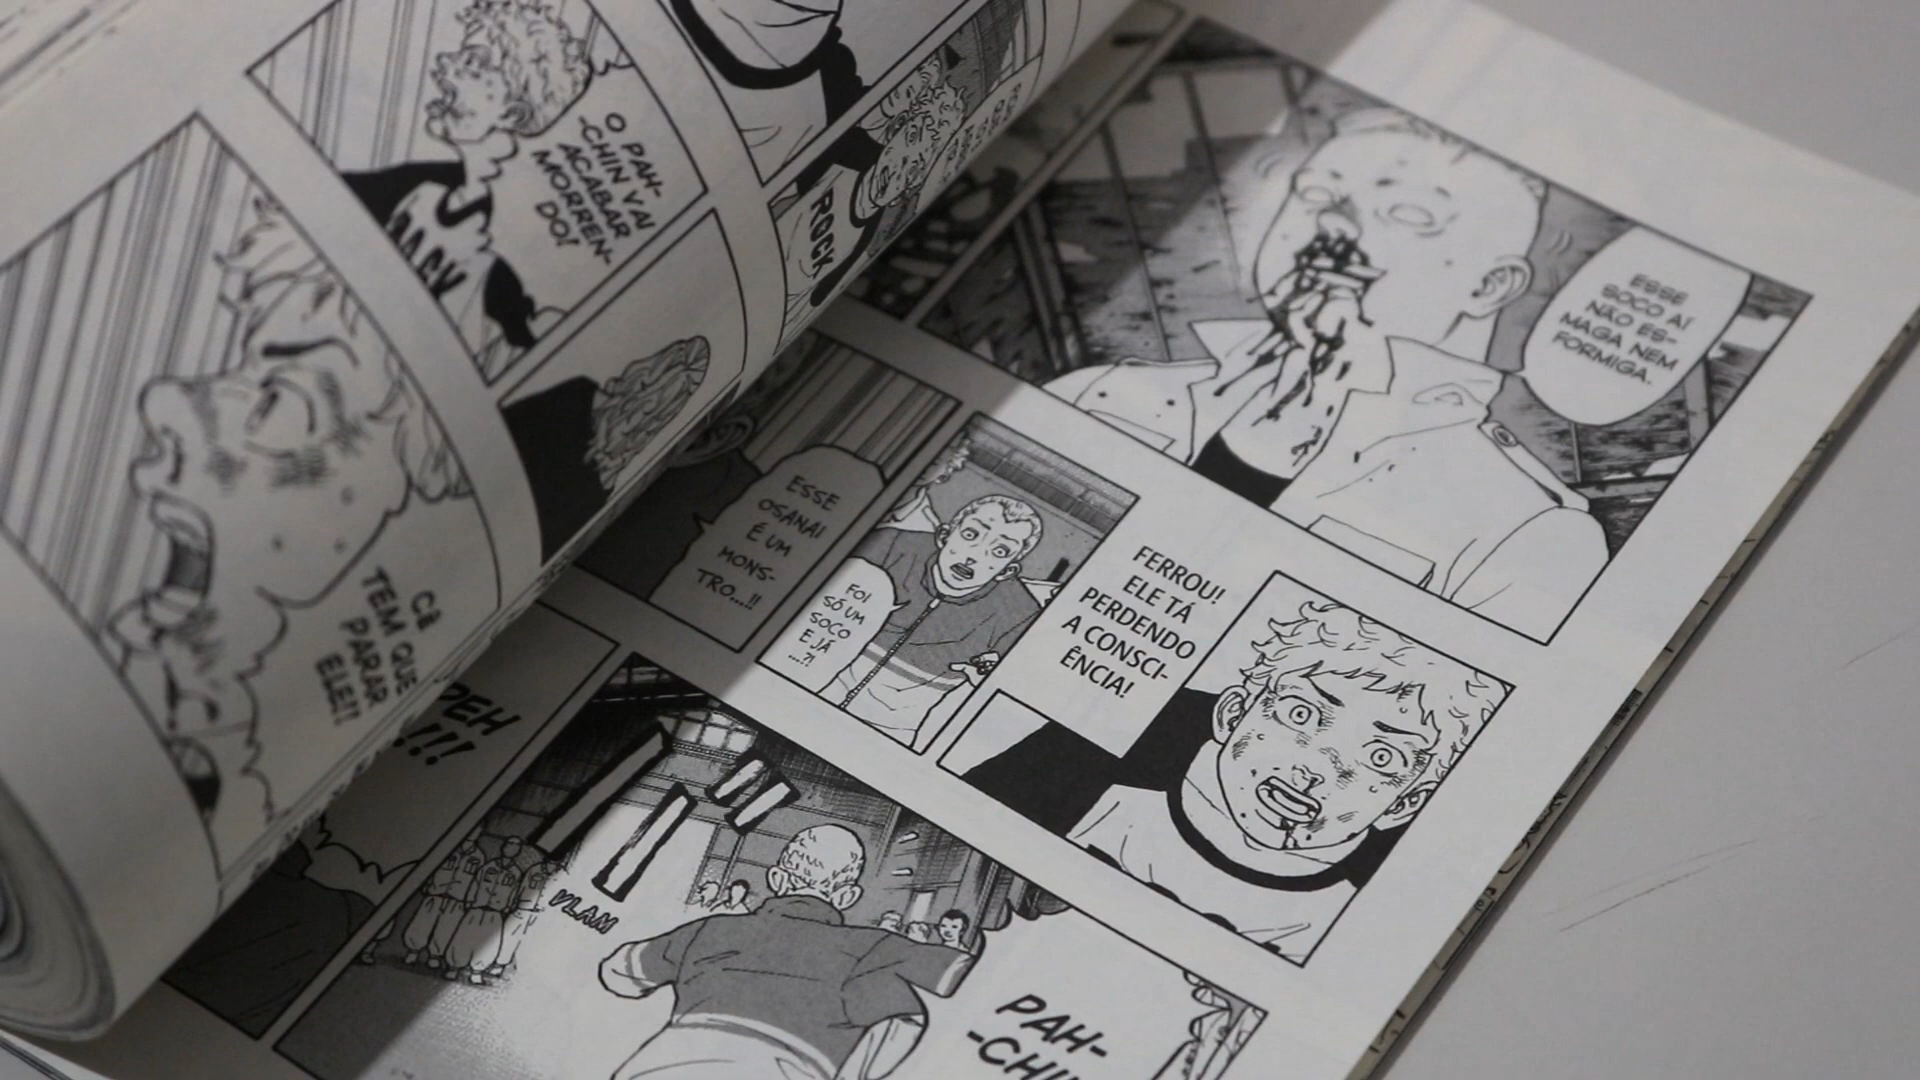 O PAH-
-CHIN VAI
ACABAR
MORREN-
DO!
ROCK
CÊ
TEM QUE
PARAR
ELE!!
ESSE
SOCO AÍ
NÃO ES-
MAGA NEM
FORMIGA.
ESSE
OSANAI
É UM
MONS-
TRO...!!
FOI
SÓ UM
SOCO
E JÁ
...?!
FERROU!
ELE TÁ
PERDENDO
A CONSCI-
ÊNCIA!
PEH
!!!
VLAM
PAH-
-CHI